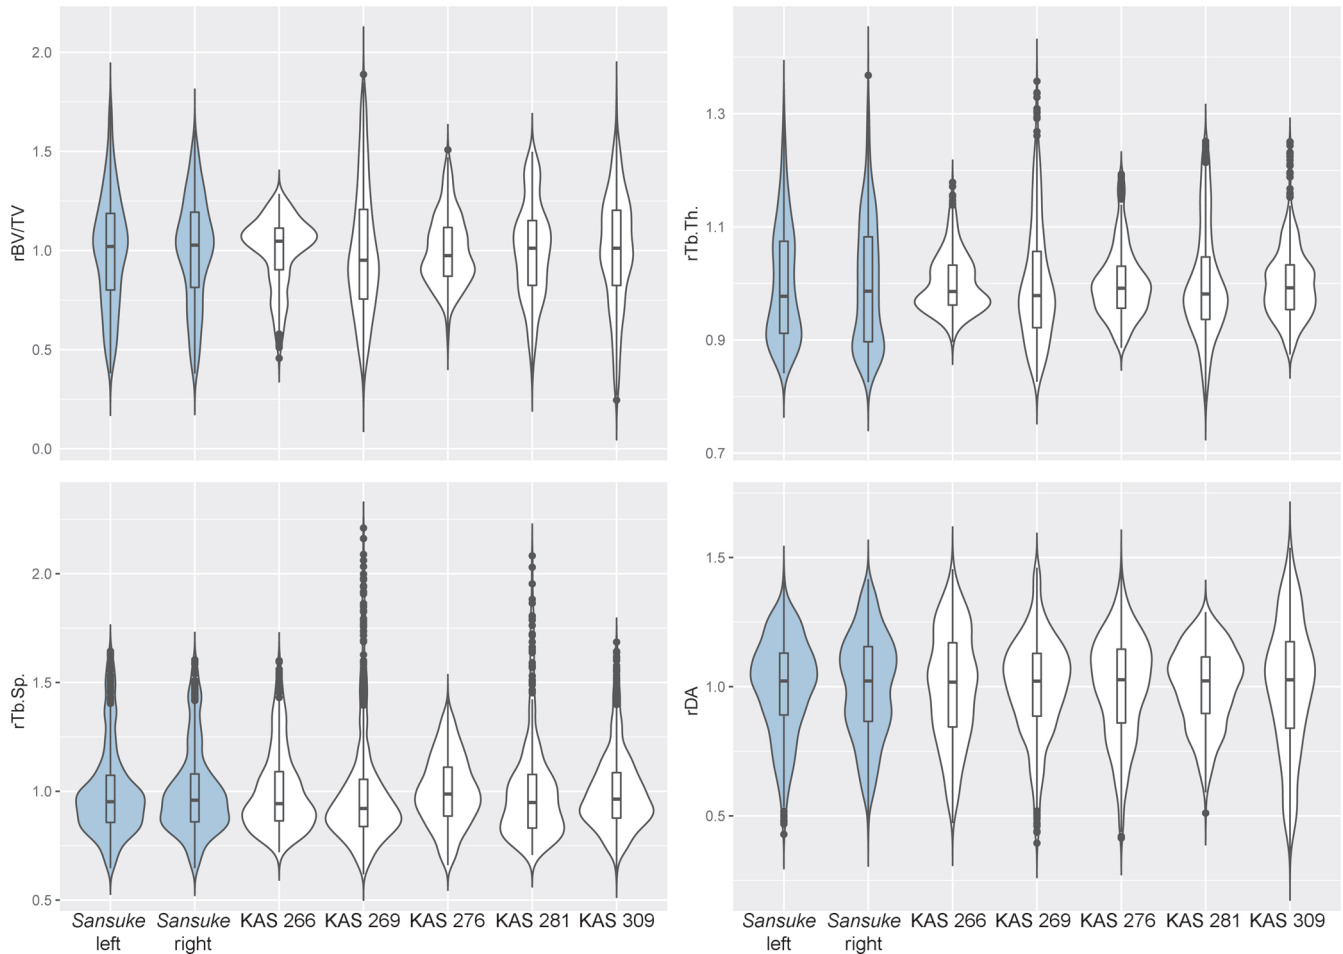 rBV/TV
2.0
1.5
1.0
0.5
0.0
rTb.Th.
1.3
1.1
0.9
0.7
rTb.Sp.
2.0
1.5
1.0
0.5
Sansuke left
Sansuke right
KAS 266
KAS 269
KAS 276
KAS 281
KAS 309
rDA
1.5
1.0
0.5
Sansuke left
Sansuke right
KAS 266
KAS 269
KAS 276
KAS 281
KAS 309